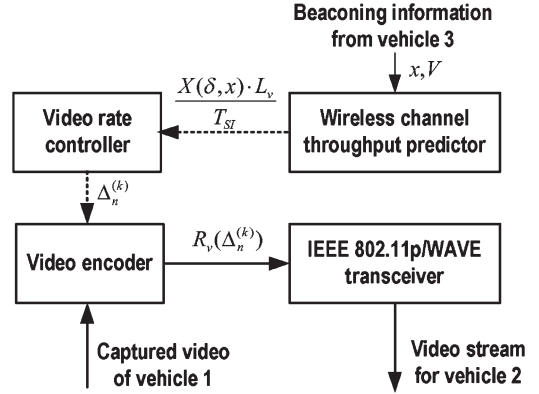 Beaconing information
from vehicle 3
x, V
X(δ, x) · L_v
T_SI
Video rate
controller
Wireless channel
throughput predictor
Δ_n^(k)
R_v(Δ_n^(k))
Video encoder
IEEE 802.11p/WAVE
transceiver
Captured video
of vehicle 1
Video stream
for vehicle 2